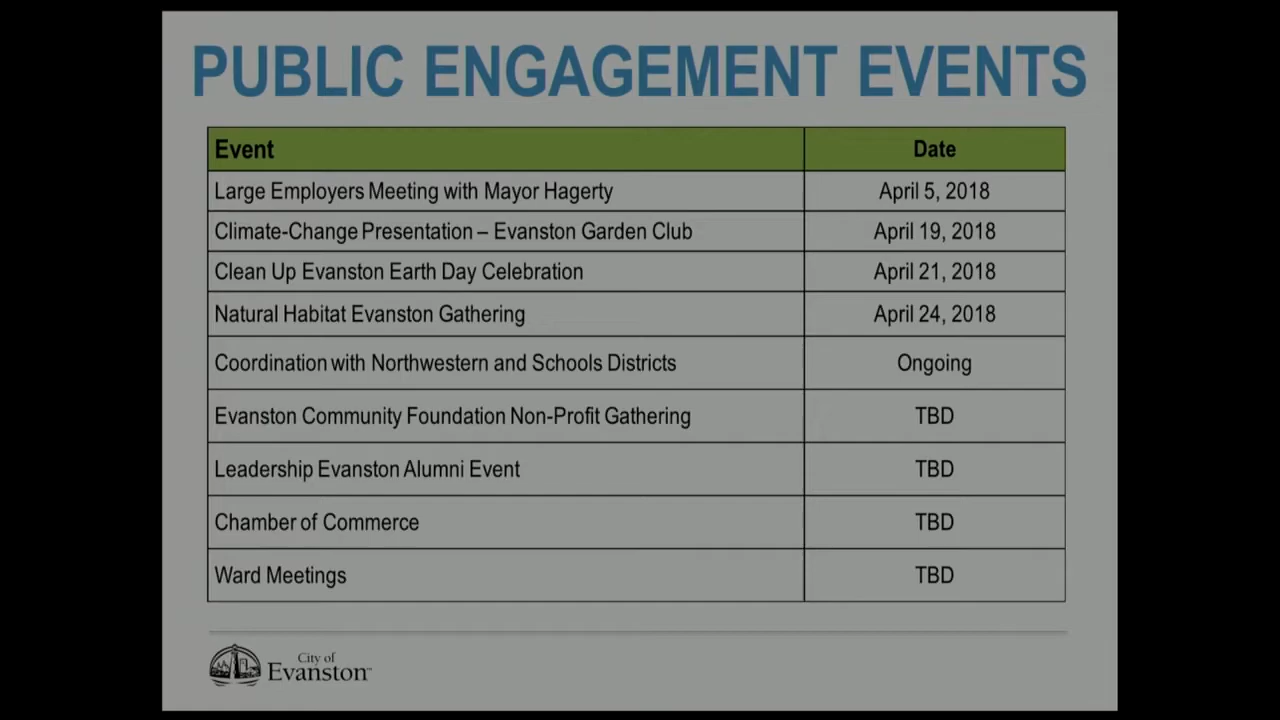 PUBLIC ENGAGEMENT EVENTS
Event Date
Large Employers Meeting with Mayor Hagerty April 5, 2018
Climate-Change Presentation – Evanston Garden Club April 19, 2018
Clean Up Evanston Earth Day Celebration April 21, 2018
Natural Habitat Evanston Gathering April 24, 2018
Coordination with Northwestern and Schools Districts Ongoing
Evanston Community Foundation Non-Profit Gathering TBD
Leadership Evanston Alumni Event TBD
Chamber of Commerce TBD
Ward Meetings TBD
City of
Evanston™